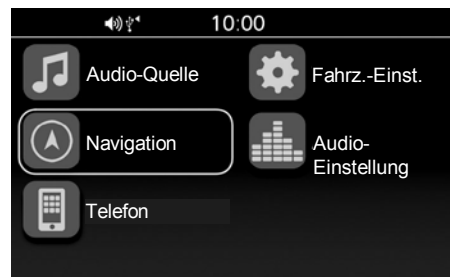 10:00
Audio-Quelle
Fahrz.-Einst.
Navigation
Audio-
Einstellung
Telefon